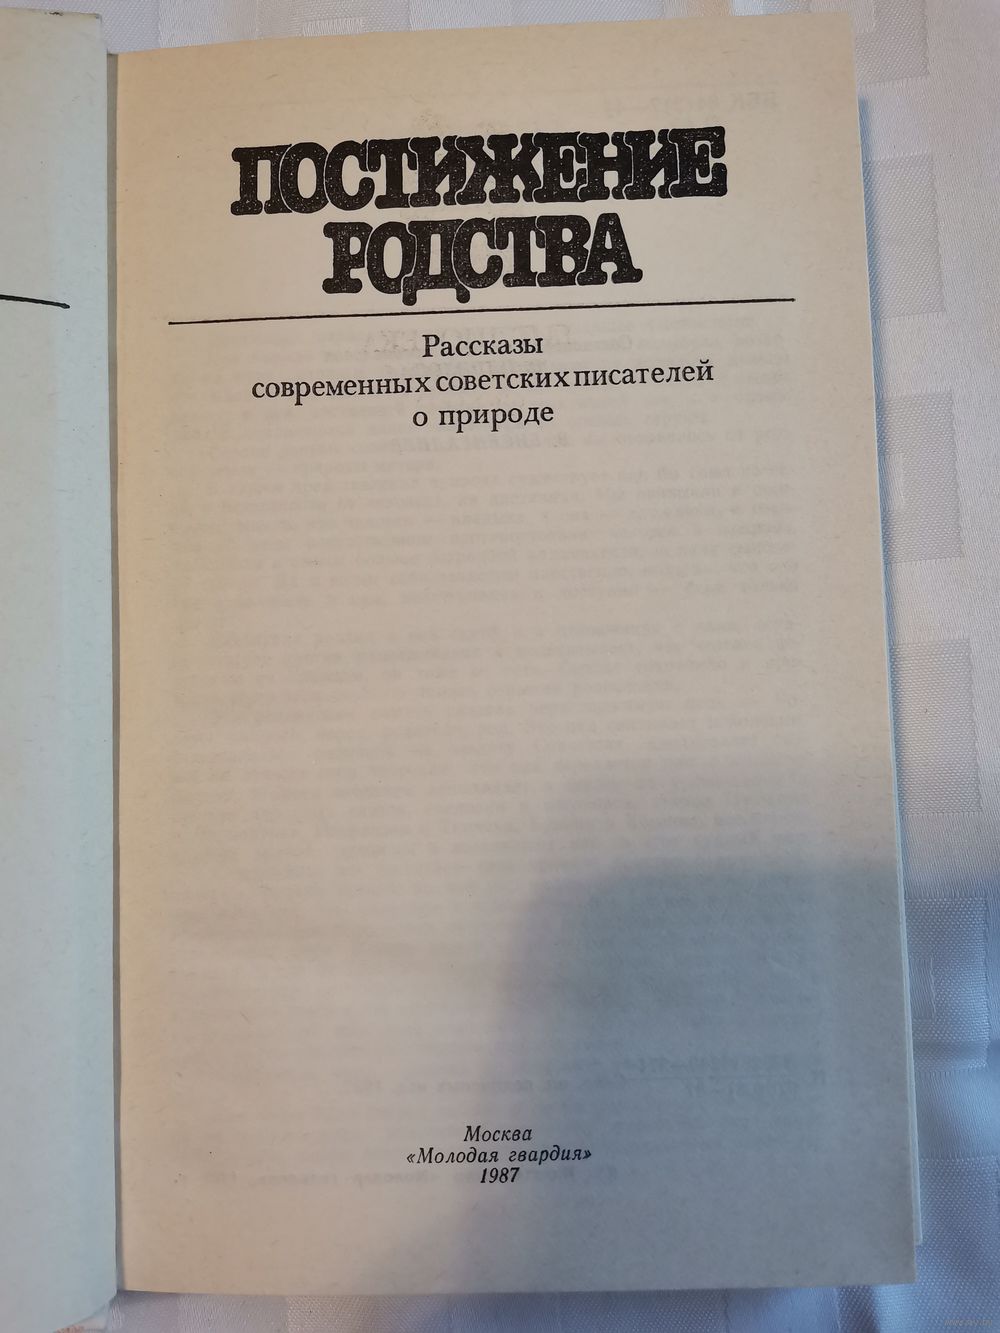 ПОСТИЖЕНИЕ
РОДСТВА
Рассказы
современных советских писателей
о природе
Москва
«Молодая гвардия»
1987